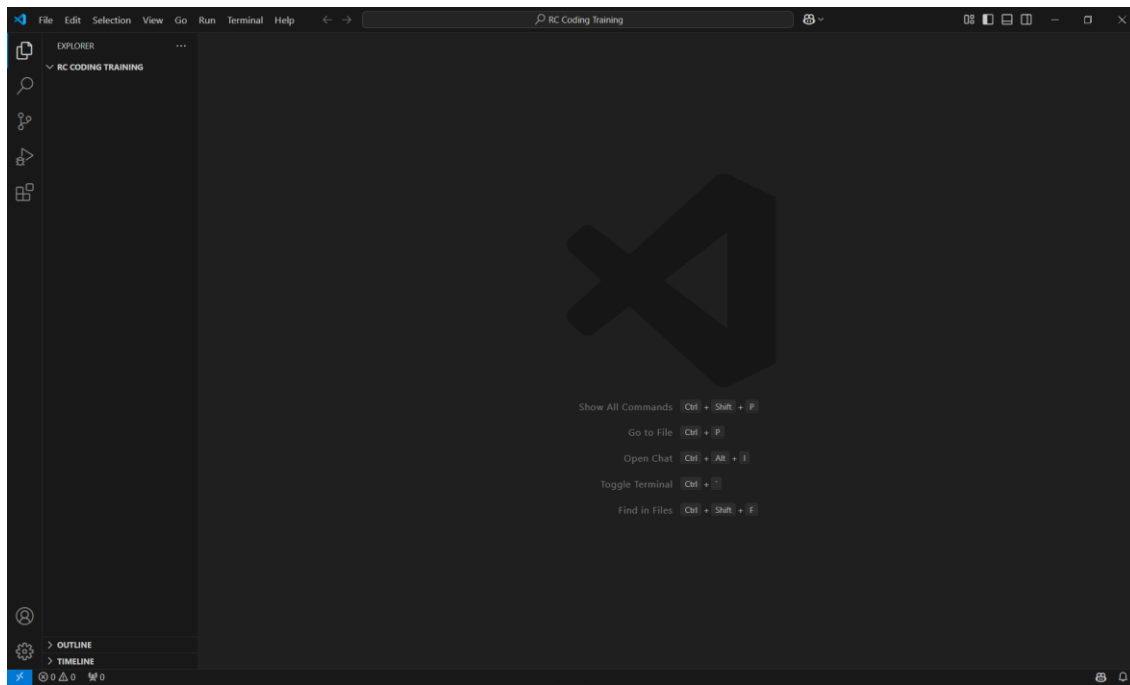 File Edit Selection View Go Run Terminal Help
RC Coding Training
EXPLORER
RC CODING TRAINING
Show All Commands Ctrl + Shift + P
Go to File Ctrl + P
Open Chat Ctrl + Alt + I
Toggle Terminal Ctrl + `
Find in Files Ctrl + Shift + F
OUTLINE
TIMELINE
0 0 0